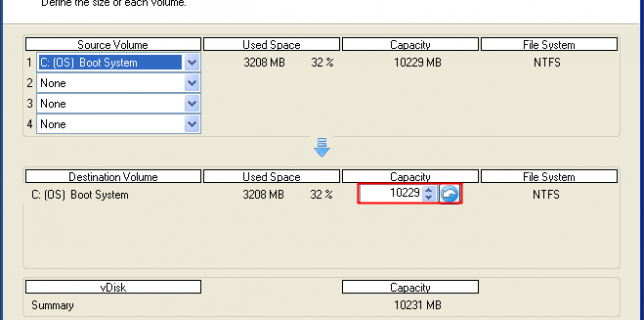 Define the size of each volume.
Source Volume Used Space Capacity File System
1 C: (OS) Boot System 3208 MB 32 % 10229 MB NTFS
2 None
3 None
4 None
Destination Volume Used Space Capacity File System
C: (OS) Boot System 3208 MB 32 % 10229 NTFS
vDisk Capacity
Summary 10231 MB